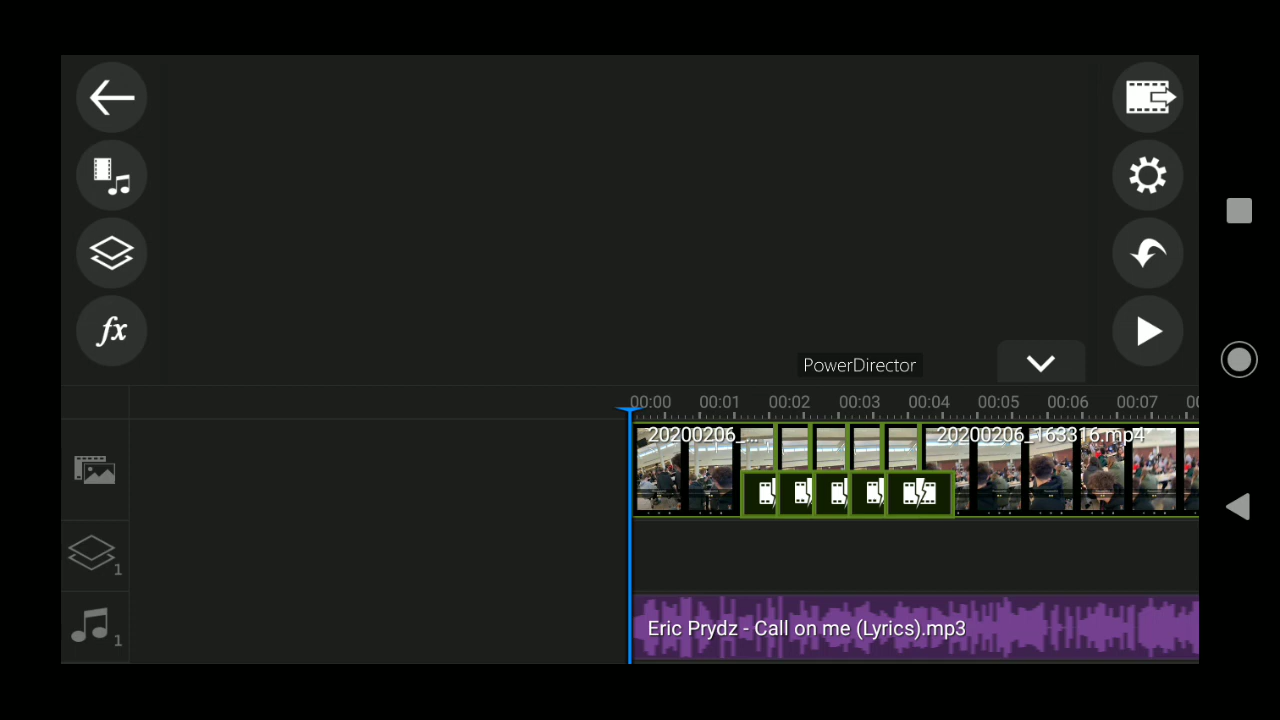 fx
PowerDirector
00:00 00:01 00:02 00:03 00:04 00:05 00:06 00:07
20200206_... 20200206_163316.mp4
1
Eric Prydz - Call on me (Lyrics).mp3
1